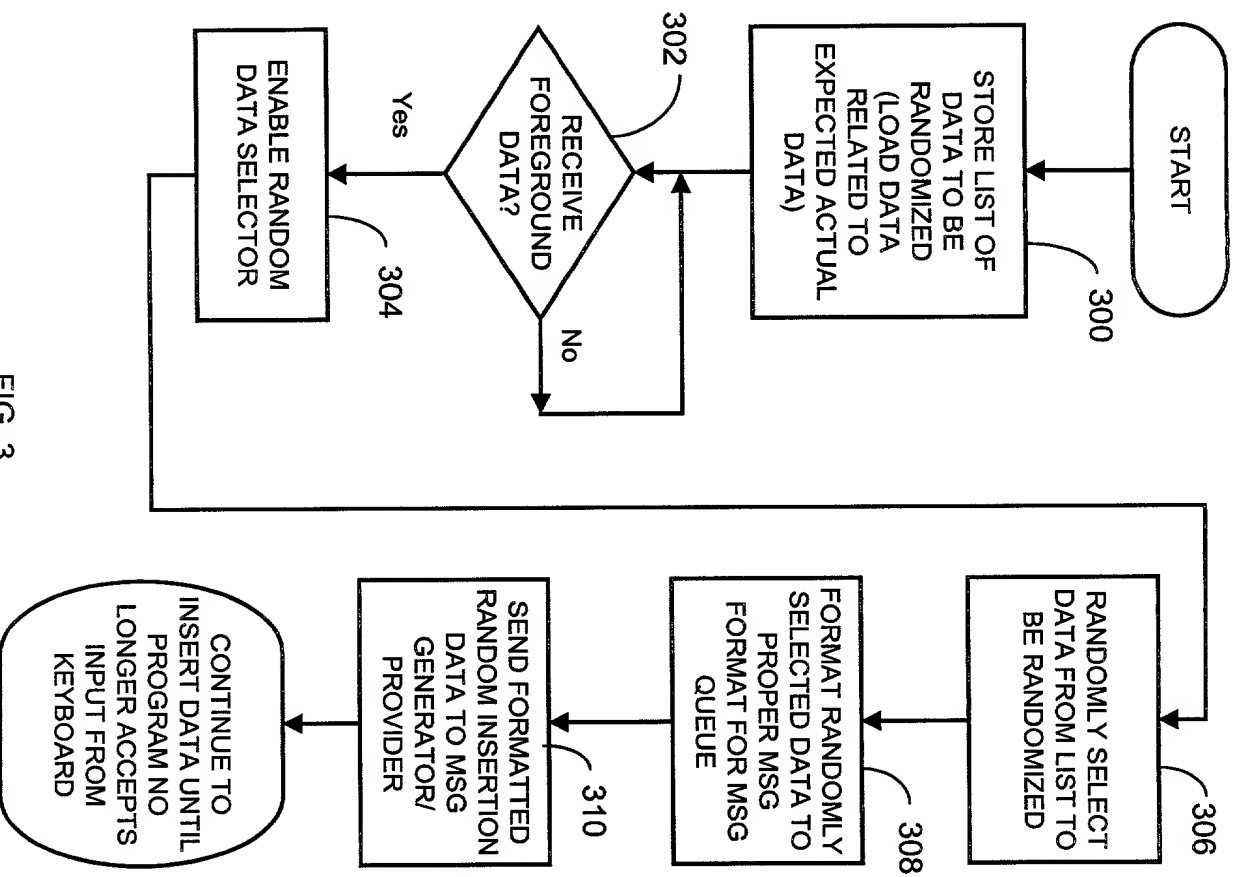 START
STORE LIST OF
DATA TO BE
RANDOMIZED
(LOAD DATA
RELATED TO
EXPECTED ACTUAL
DATA)
300
RECEIVE
FOREGROUND
DATA?
302
No
Yes
ENABLE RANDOM
DATA SELECTOR
304
RANDOMLY SELECT
DATA FROM LIST TO
BE RANDOMIZED
306
FORMAT RANDOMLY
SELECTED DATA TO
PROPER MSG
FORMAT FOR MSG
QUEUE
308
SEND FORMATTED
RANDOM INSERTION
DATA TO MSG
GENERATOR/
PROVIDER
310
CONTINUE TO
INSERT DATA UNTIL
PROGRAM NO
LONGER ACCEPTS
INPUT FROM
KEYBOARD
FIG. 3